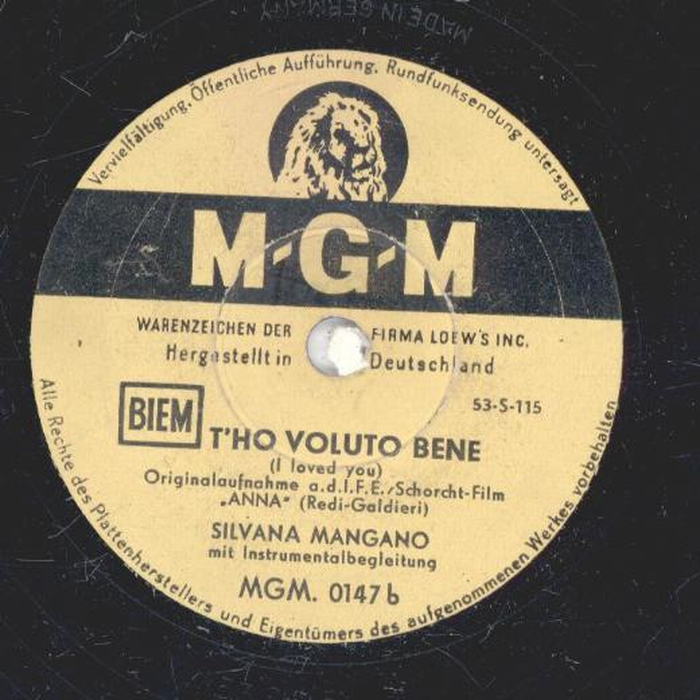 MADE IN GERMANY
Vervielfältigung, Öffentliche Aufführung, Rundfunksendung untersagt
M-G-M
WARENZEICHEN DER FIRMA LOEW'S INC.
Hergestellt in Deutschland
53-S-115
BIEM
T'HO VOLUTO BENE
(I loved you)
Originalaufnahme a.d.I.F.E./Schorcht-Film
„ANNA“ (Redi-Galdieri)
SILVANA MANGANO
mit Instrumentalbegleitung
MGM. 0147 b
Alle Rechte des Plattenherstellers und Eigentümers des aufgenommenen Werkes vorbehalten